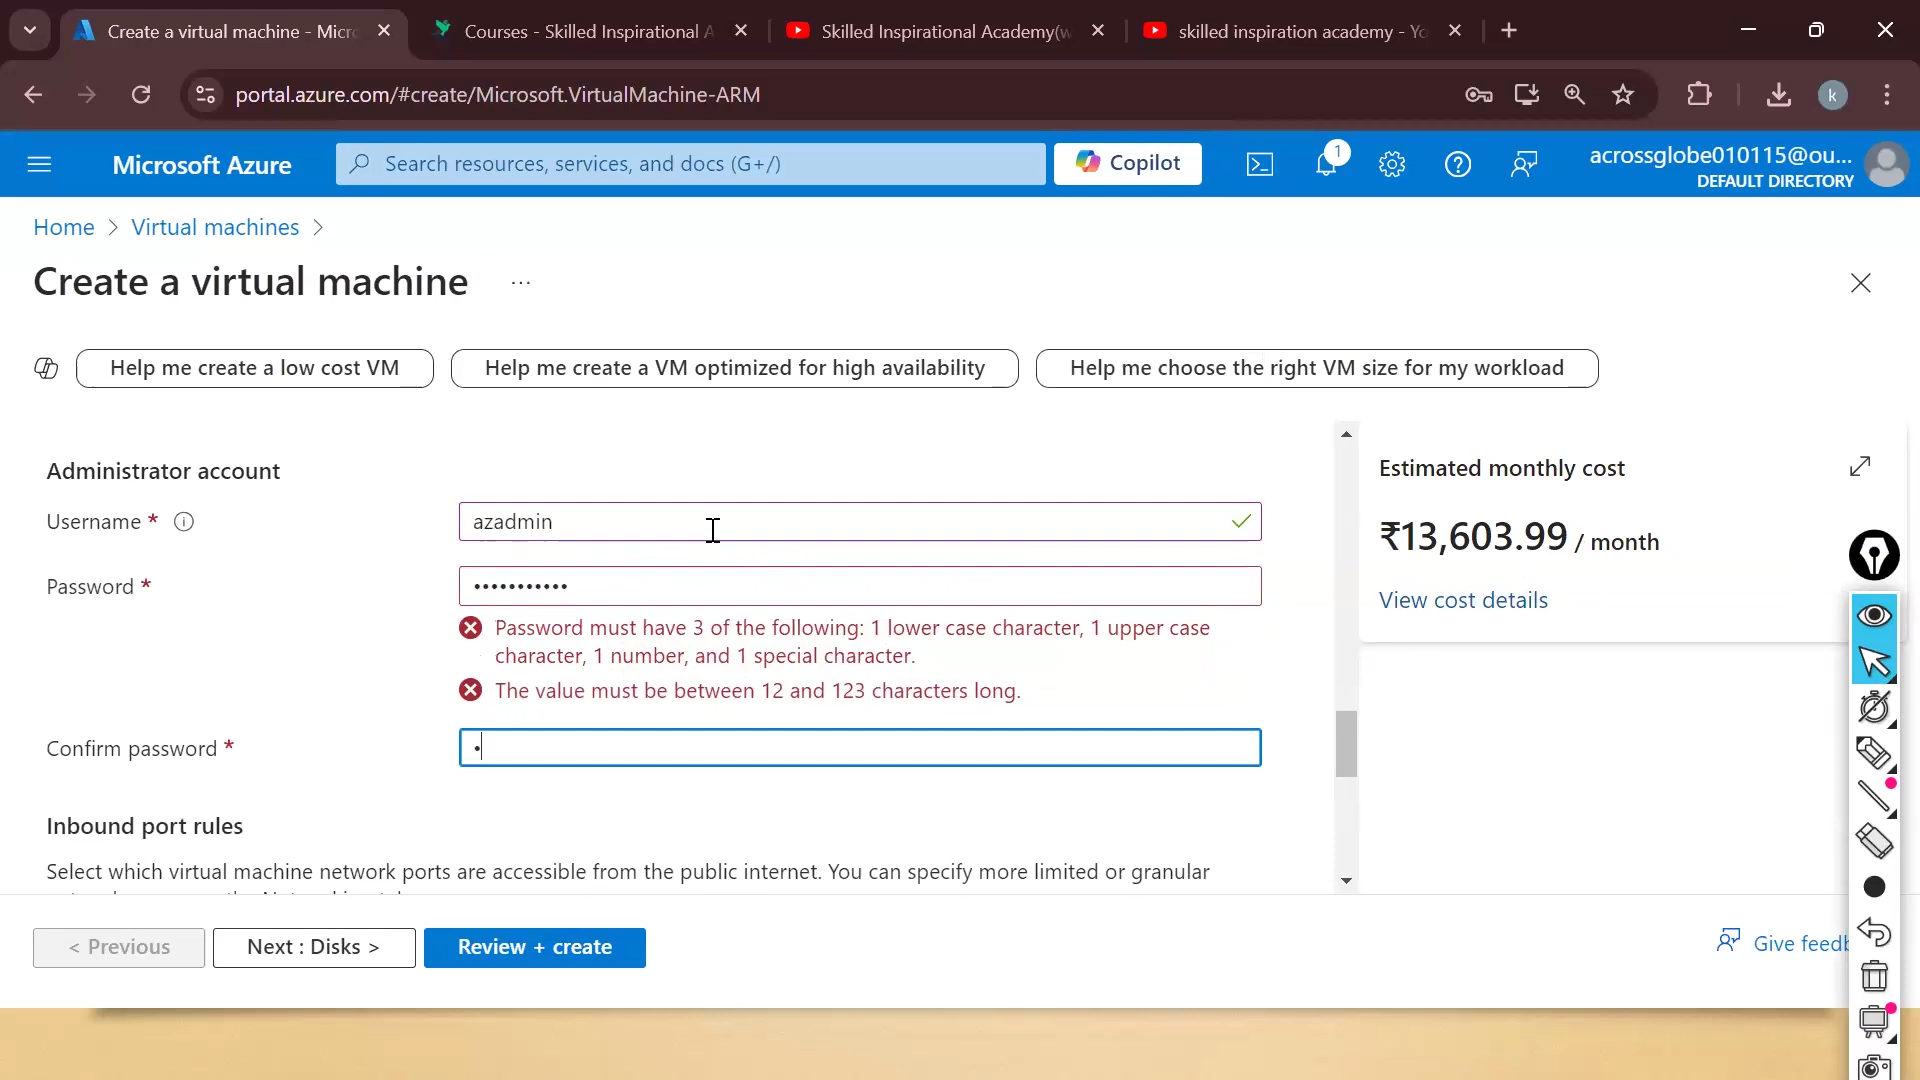 Create a virtual machine - Micr
Courses - Skilled Inspirational A
Skilled Inspirational Academy(w
skilled inspiration academy - Yo
portal.azure.com/#create/Microsoft.VirtualMachine-ARM
k
Microsoft Azure
Search resources, services, and docs (G+/)
Copilot
1
acrossglobe010115@ou...
DEFAULT DIRECTORY
Home > Virtual machines >
Create a virtual machine ...
Help me create a low cost VM
Help me create a VM optimized for high availability
Help me choose the right VM size for my workload
Administrator account
Username *
azadmin
Password *
•••••••••••
Password must have 3 of the following: 1 lower case character, 1 upper case
character, 1 number, and 1 special character.
The value must be between 12 and 123 characters long.
Confirm password *
•
Inbound port rules
Select which virtual machine network ports are accessible from the public internet. You can specify more limited or granular
Estimated monthly cost
₹13,603.99 / month
View cost details
< Previous
Next : Disks >
Review + create
Give feedb